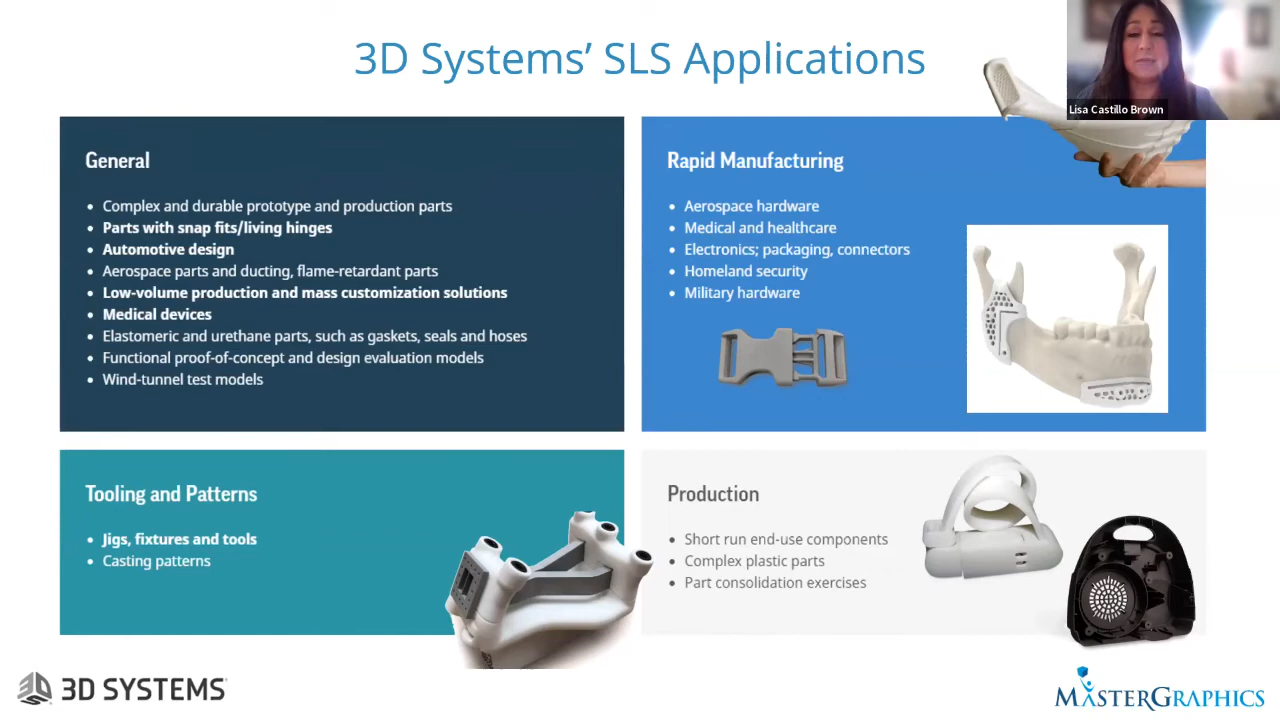 3D Systems' SLS Applications
Lisa Castillo Brown
General
• Complex and durable prototype and production parts
• Parts with snap fits/living hinges
• Automotive design
• Aerospace parts and ducting, flame-retardant parts
• Low-volume production and mass customization solutions
• Medical devices
• Elastomeric and urethane parts, such as gaskets, seals and hoses
• Functional proof-of-concept and design evaluation models
• Wind-tunnel test models
Rapid Manufacturing
• Aerospace hardware
• Medical and healthcare
• Electronics; packaging, connectors
• Homeland security
• Military hardware
Tooling and Patterns
• Jigs, fixtures and tools
• Casting patterns
Production
• Short run end-use components
• Complex plastic parts
• Part consolidation exercises
3D SYSTEMS
MASTERGRAPHICS